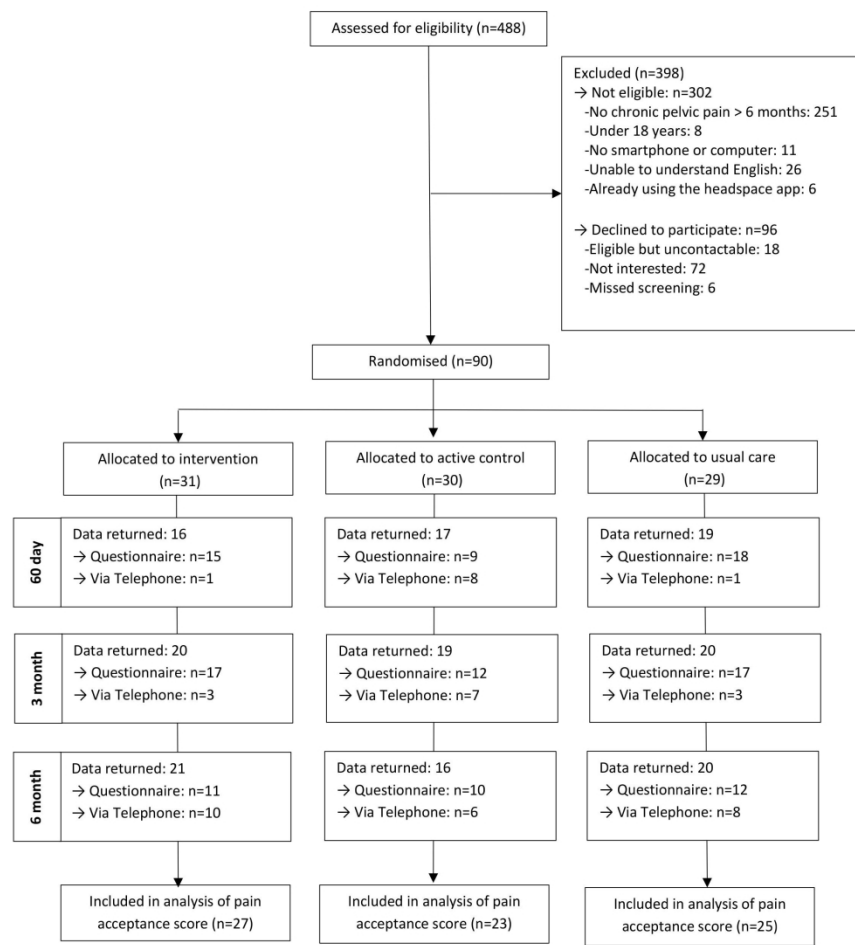 Assessed for eligibility (n=488)
Excluded (n=398)
→ Not eligible: n=302
-No chronic pelvic pain > 6 months: 251
-Under 18 years: 8
-No smartphone or computer: 11
-Unable to understand English: 26
-Already using the headspace app: 6
→ Declined to participate: n=96
-Eligible but uncontactable: 18
-Not interested: 72
-Missed screening: 6
Randomised (n=90)
Allocated to intervention
(n=31)
Allocated to active control
(n=30)
Allocated to usual care
(n=29)
60 day
Data returned: 16
→ Questionnaire: n=15
→ Via Telephone: n=1
Data returned: 17
→ Questionnaire: n=9
→ Via Telephone: n=8
Data returned: 19
→ Questionnaire: n=18
→ Via Telephone: n=1
3 month
Data returned: 20
→ Questionnaire: n=17
→ Via Telephone: n=3
Data returned: 19
→ Questionnaire: n=12
→ Via Telephone: n=7
Data returned: 20
→ Questionnaire: n=17
→ Via Telephone: n=3
6 month
Data returned: 21
→ Questionnaire: n=11
→ Via Telephone: n=10
Data returned: 16
→ Questionnaire: n=10
→ Via Telephone: n=6
Data returned: 20
→ Questionnaire: n=12
→ Via Telephone: n=8
Included in analysis of pain
acceptance score (n=27)
Included in analysis of pain
acceptance score (n=23)
Included in analysis of pain
acceptance score (n=25)